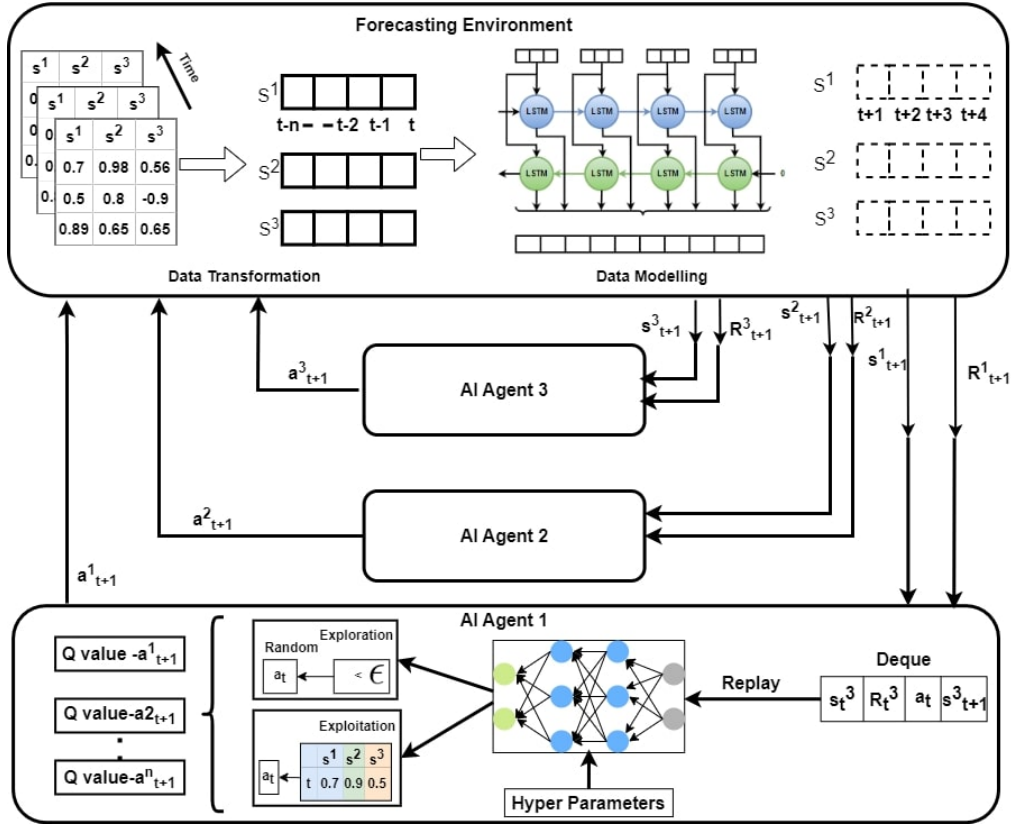 Forecasting Environment
s¹ s² s³
Time
s¹ s² s³
s¹ s² s³
0.7 0.98 0.56
0.5 0.8 -0.9
0.89 0.65 0.65
S¹
t-n - - t-2 t-1 t
S²
S³
LSTM LSTM LSTM LSTM
LSTM LSTM LSTM LSTM 0
S¹
t+1 t+2 t+3 t+4
S²
S³
Data Transformation
Data Modelling
s³t+1
R³t+1
s²t+1
R²t+1
s¹t+1
R¹t+1
a³t+1
AI Agent 3
a²t+1
AI Agent 2
a¹t+1
AI Agent 1
Q value -a¹t+1
Q value-a2t+1
Q value-aⁿt+1
Exploration
Random
at
< ϵ
Exploitation
s¹ s² s³
at
t 0.7 0.9 0.5
Hyper Parameters
Replay
Deque
st³ Rt³ at s³t+1